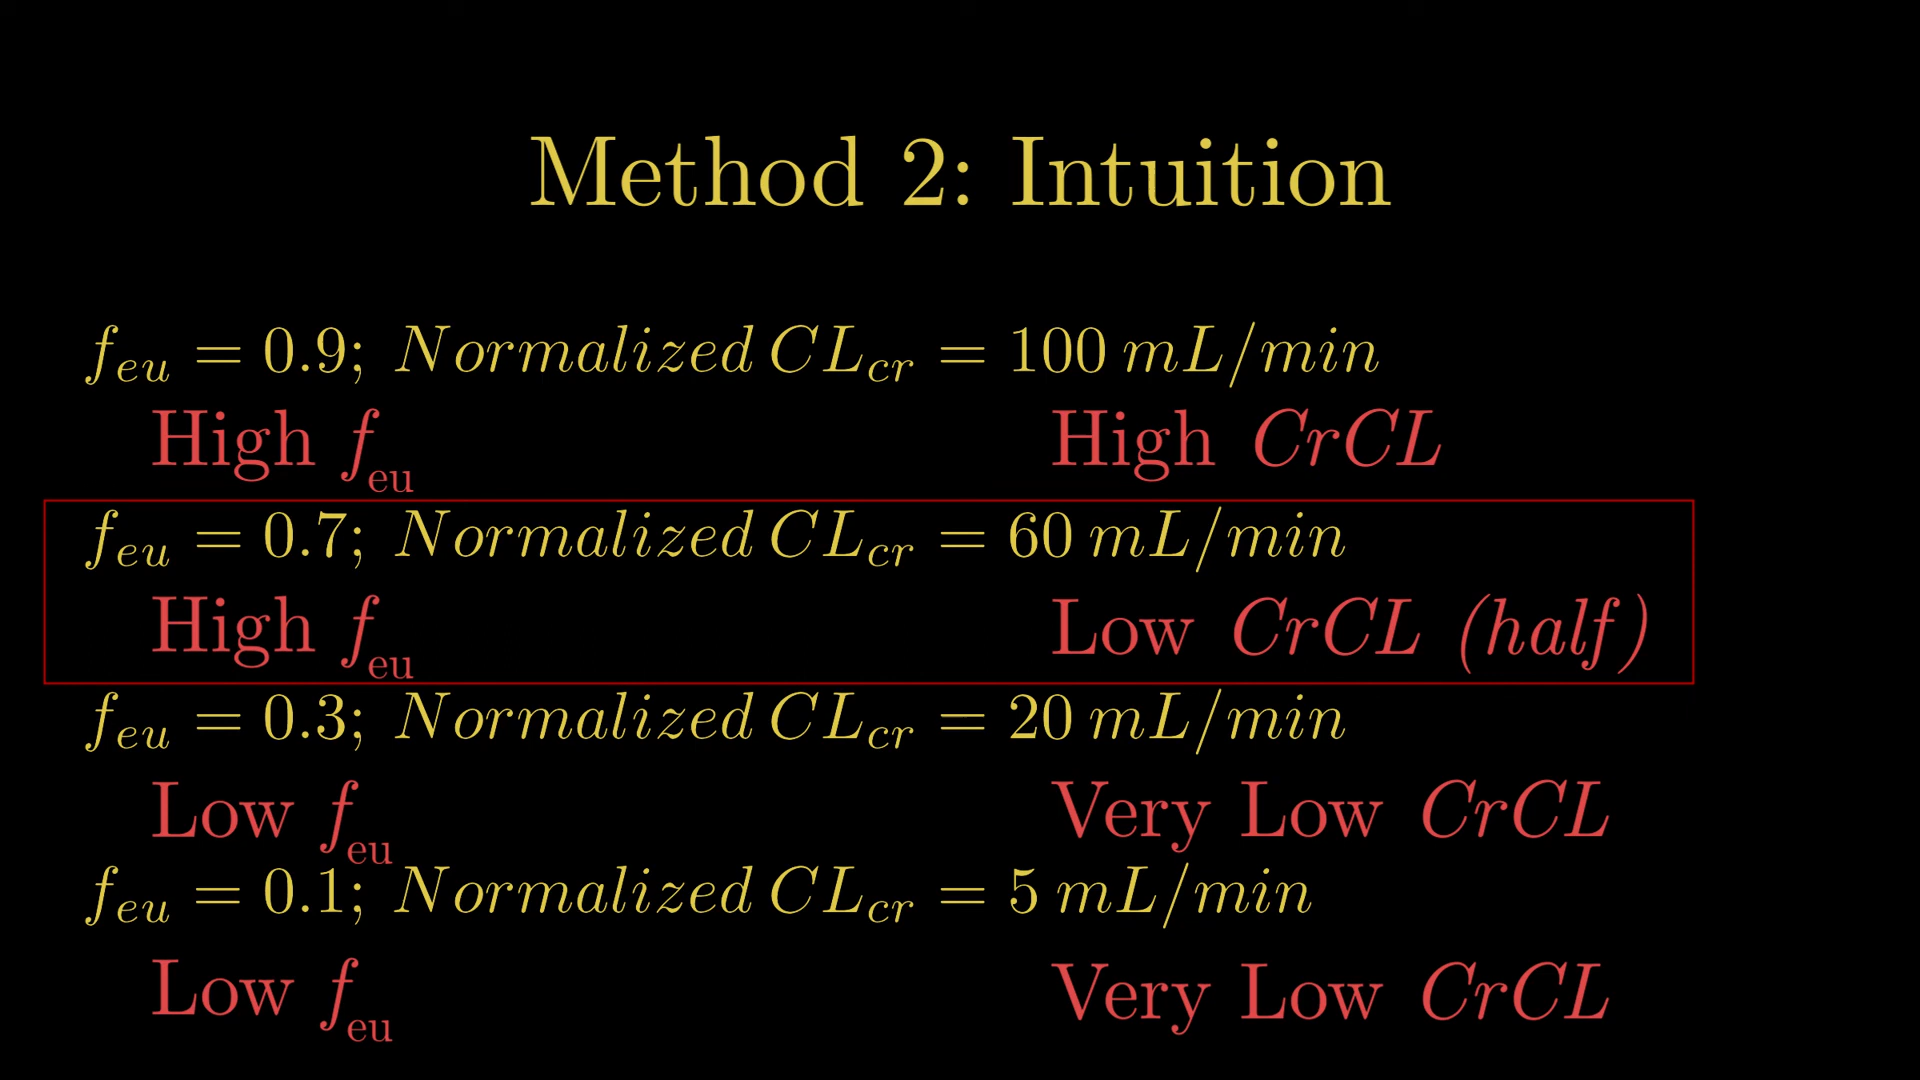 Method 2: Intuition
f_eu = 0.9; Normalized CL_cr = 100 mL/min
High f_eu High CrCL
f_eu = 0.7; Normalized CL_cr = 60 mL/min
High f_eu Low CrCL (half)
f_eu = 0.3; Normalized CL_cr = 20 mL/min
Low f_eu Very Low CrCL
f_eu = 0.1; Normalized CL_cr = 5 mL/min
Low f_eu Very Low CrCL